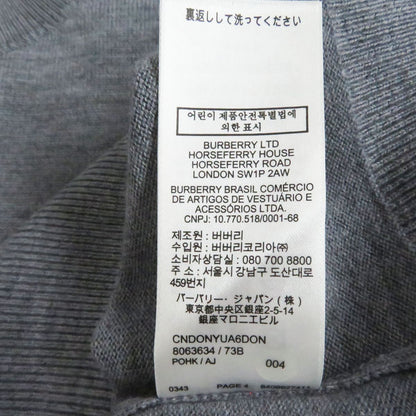 裏返しして洗ってください
어린이 제품안전특별법에
의한 표시
BURBERRY LTD
HORSEFERRY HOUSE
HORSEFERRY ROAD
LONDON SW1P 2AW
BURBERRY BRASIL COMÉRCIO
DE ARTIGOS DE VESTUÁRIO E
ACESSÓRIOS LTDA.
CNPJ: 10.770.518/0001-68
제조원 : 버버리
수입원 : 버버리코리아㈜
소비자상담실: 080 700 8800
주 소 : 서울시 강남구 도산대로
459번지
バーバリー・ジャパン（株）
東京都中央区銀座2-5-14
銀座マロニエビル
CNDONYUA6DON
8063634 / 73B
POHK / AJ 004
0343 PAGE 4